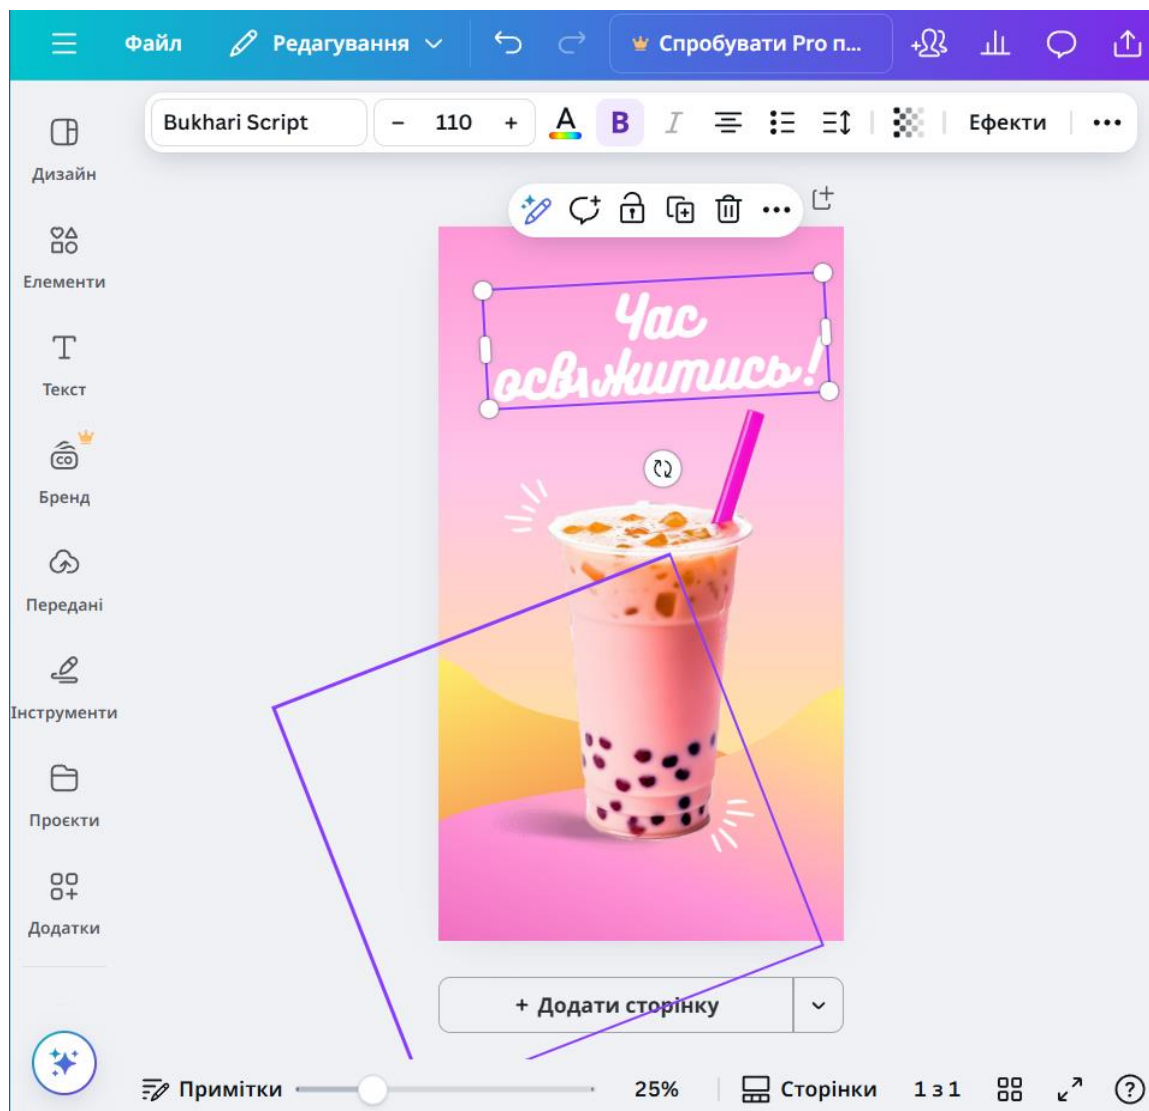 Файл Редагування Спробувати Pro п...
Bukhari Script – 110 + A B I Ефекти
Дизайн
Елементи
Текст
Бренд
Передані
Інструменти
Проєкти
Додатки
Час
освіжитись!
+ Додати сторінку
Примітки 25% Сторінки 1 з 1